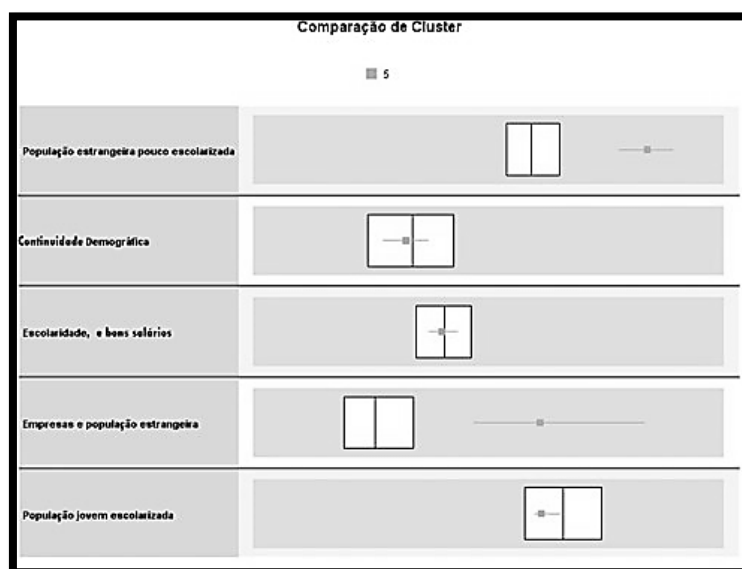 Comparação de Cluster
5
População estrangeira pouco escolarizada
Continuidade Demográfica
Escolaridade, e bons salários
Empresas e população estrangeira
População jovem escolarizada